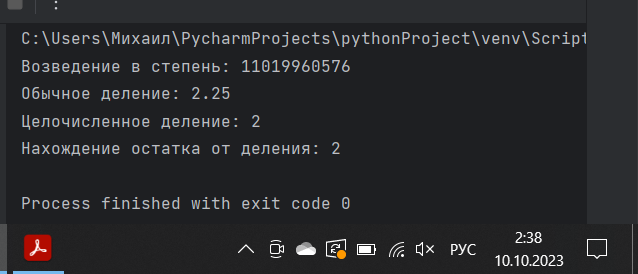 C:\Users\Михаил\PycharmProjects\pythonProject\venv\Script
Возведение в степень: 11019960576
Обычное деление: 2.25
Целочисленное деление: 2
Нахождение остатка от деления: 2
Process finished with exit code 0
РУС
2:38
10.10.2023